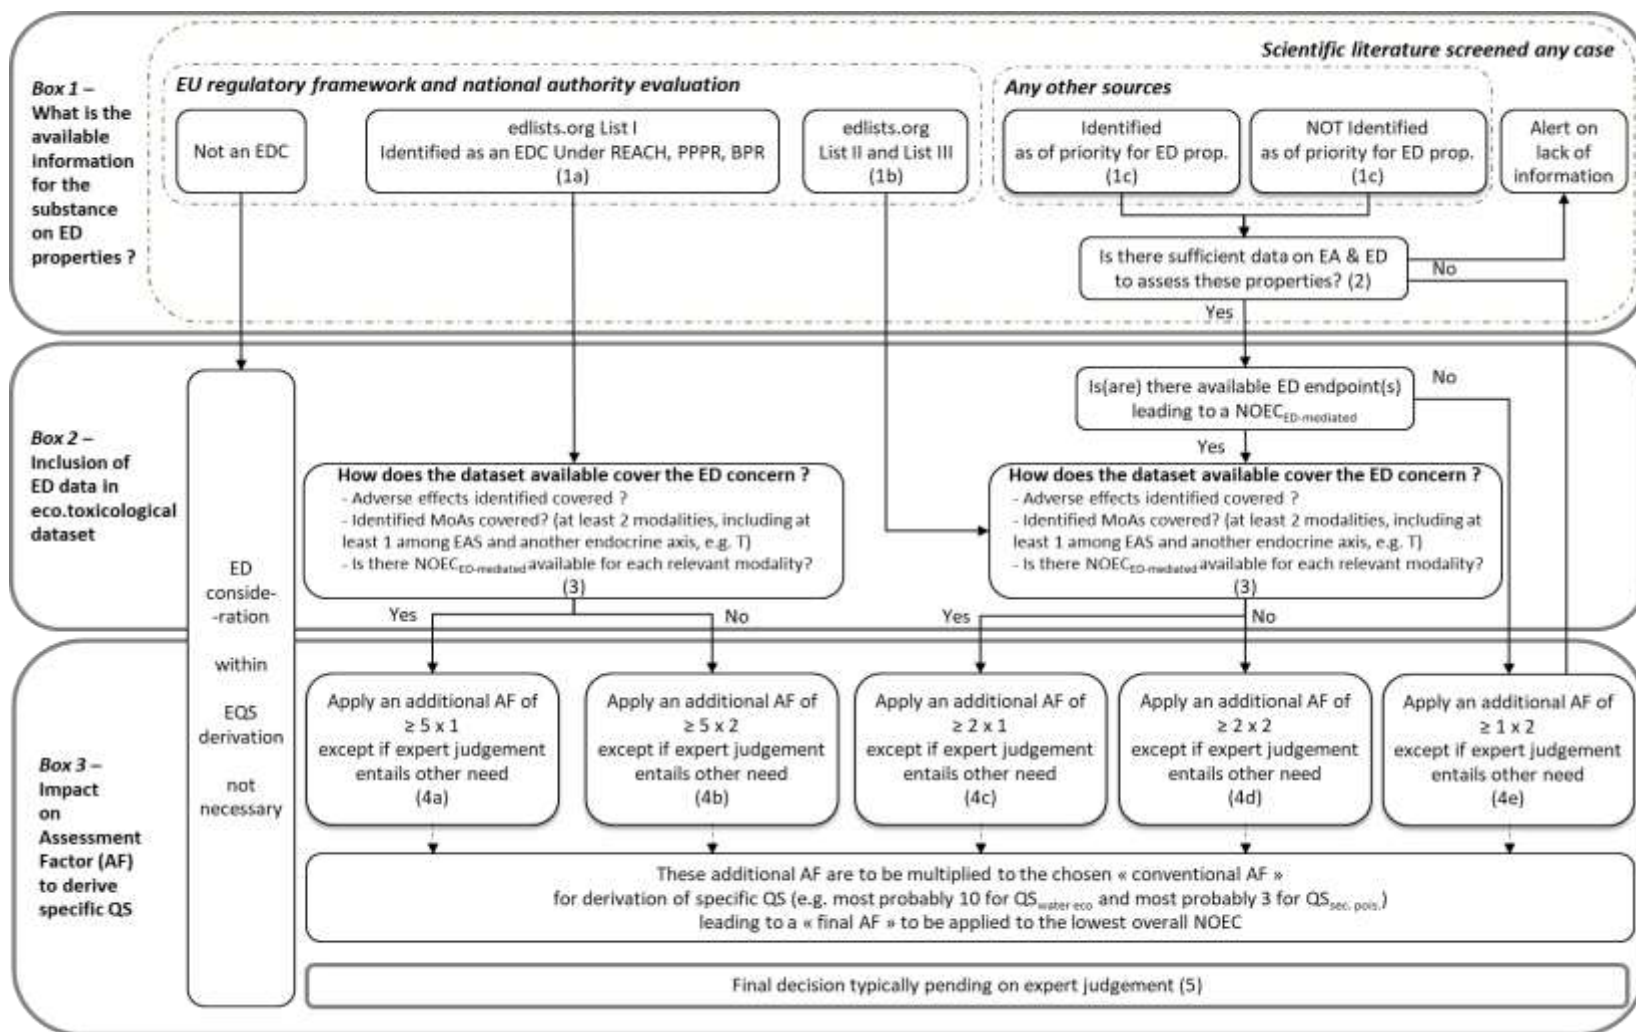 Scientific literature screened any case
Box 1 –
What is the
available
information
for the
substance
on ED
properties ?
EU regulatory framework and national authority evaluation
Any other sources
Not an EDC
edlists.org List I
Identified as an EDC Under REACH, PPPR, BPR
(1a)
edlists.org
List II and List III
(1b)
Identified
as of priority for ED prop.
(1c)
NOT Identified
as of priority for ED prop.
(1c)
Alert on
lack of
information
Is there sufficient data on EA & ED
to assess these properties? (2)
No
Yes
Box 2 –
Inclusion of
ED data in
eco.toxicological
dataset
Is(are) there available ED endpoint(s)
leading to a NOECED-mediated
No
Yes
How does the dataset available cover the ED concern ?
- Adverse effects identified covered ?
- Identified MoAs covered? (at least 2 modalities, including at
least 1 among EAS and another endocrine axis, e.g. T)
- Is there NOECED-mediated available for each relevant modality?
(3)
Yes
No
How does the dataset available cover the ED concern ?
- Adverse effects identified covered ?
- Identified MoAs covered? (at least 2 modalities, including at
least 1 among EAS and another endocrine axis, e.g. T)
- Is there NOECED-mediated available for each relevant modality?
(3)
Yes
No
ED
conside-
-ration
within
EQS
derivation
not
necessary
Box 3 –
Impact
on
Assessment
Factor (AF)
to derive
specific QS
Apply an additional AF of
≥ 5 x 1
except if expert judgement
entails other need
(4a)
Apply an additional AF of
≥ 5 x 2
except if expert judgement
entails other need
(4b)
Apply an additional AF of
≥ 2 x 1
except if expert judgement
entails other need
(4c)
Apply an additional AF of
≥ 2 x 2
except if expert judgement
entails other need
(4d)
Apply an additional AF of
≥ 1 x 2
except if expert judgement
entails other need
(4e)
These additional AF are to be multiplied to the chosen « conventional AF »
for derivation of specific QS (e.g. most probably 10 for QSwater eco and most probably 3 for QSsec. pois.)
leading to a « final AF » to be applied to the lowest overall NOEC
Final decision typically pending on expert judgement (5)